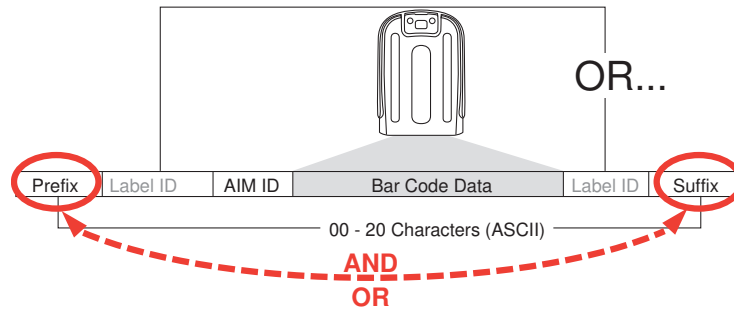 OR...
Prefix Label ID AIM ID Bar Code Data Label ID Suffix
00 - 20 Characters (ASCII)
AND
OR